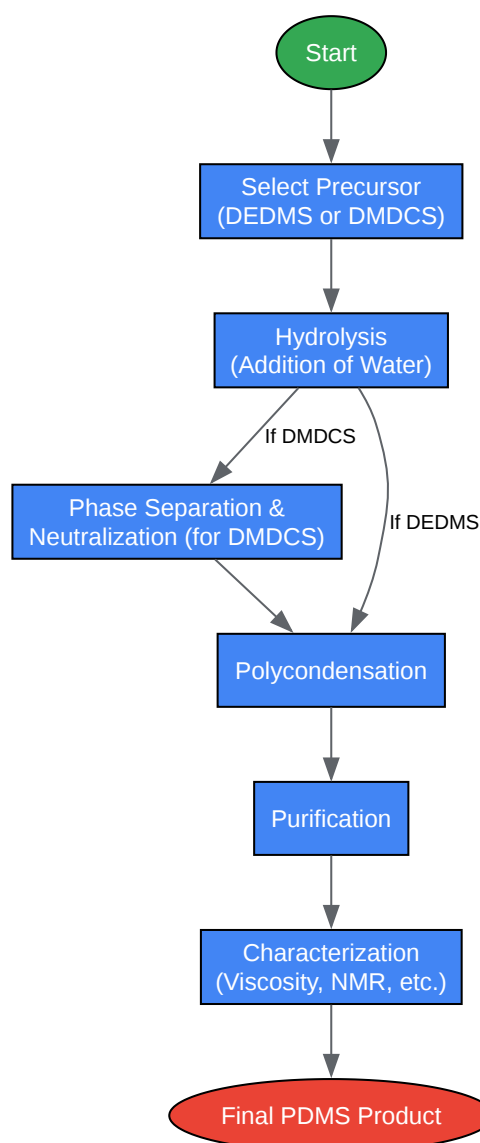 Start
Select Precursor
(DEDMS or DMDCS)
Hydrolysis
(Addition of Water)
If DMDCS
Phase Separation &
Neutralization (for DMDCS)
If DEDMS
Polycondensation
Purification
Characterization
(Viscosity, NMR, etc.)
Final PDMS Product